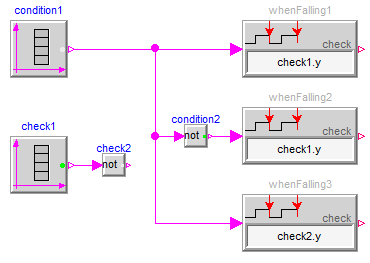 condition1
whenFalling1
check
check1.y
whenFalling2
condition2
check1
check2
not
not
check
check1.y
whenFalling3
check
check2.y